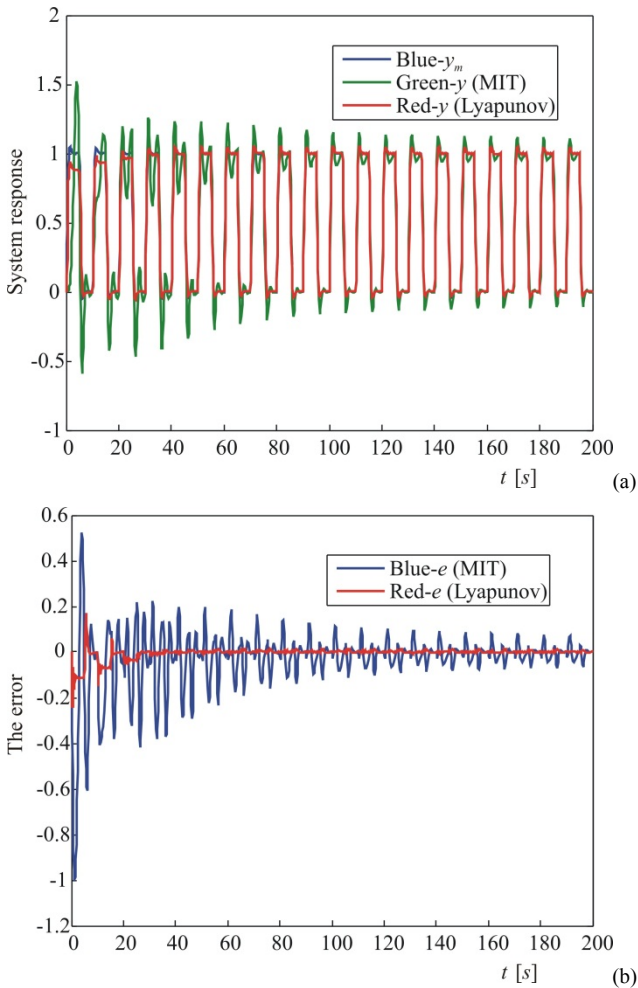 2
Blue-yₘ
1.5
Green-y (MIT)
Red-y (Lyapunov)
1
System response
0.5
0
-0.5
-1
0 20 40 60 80 100 120 140 160 180 200
t [s]
(a)
0.6
0.4
Blue-e (MIT)
Red-e (Lyapunov)
0.2
0
-0.2
The error
-0.4
-0.6
-0.8
-1
-1.2
0 20 40 60 80 100 120 140 160 180 200
t [s]
(b)